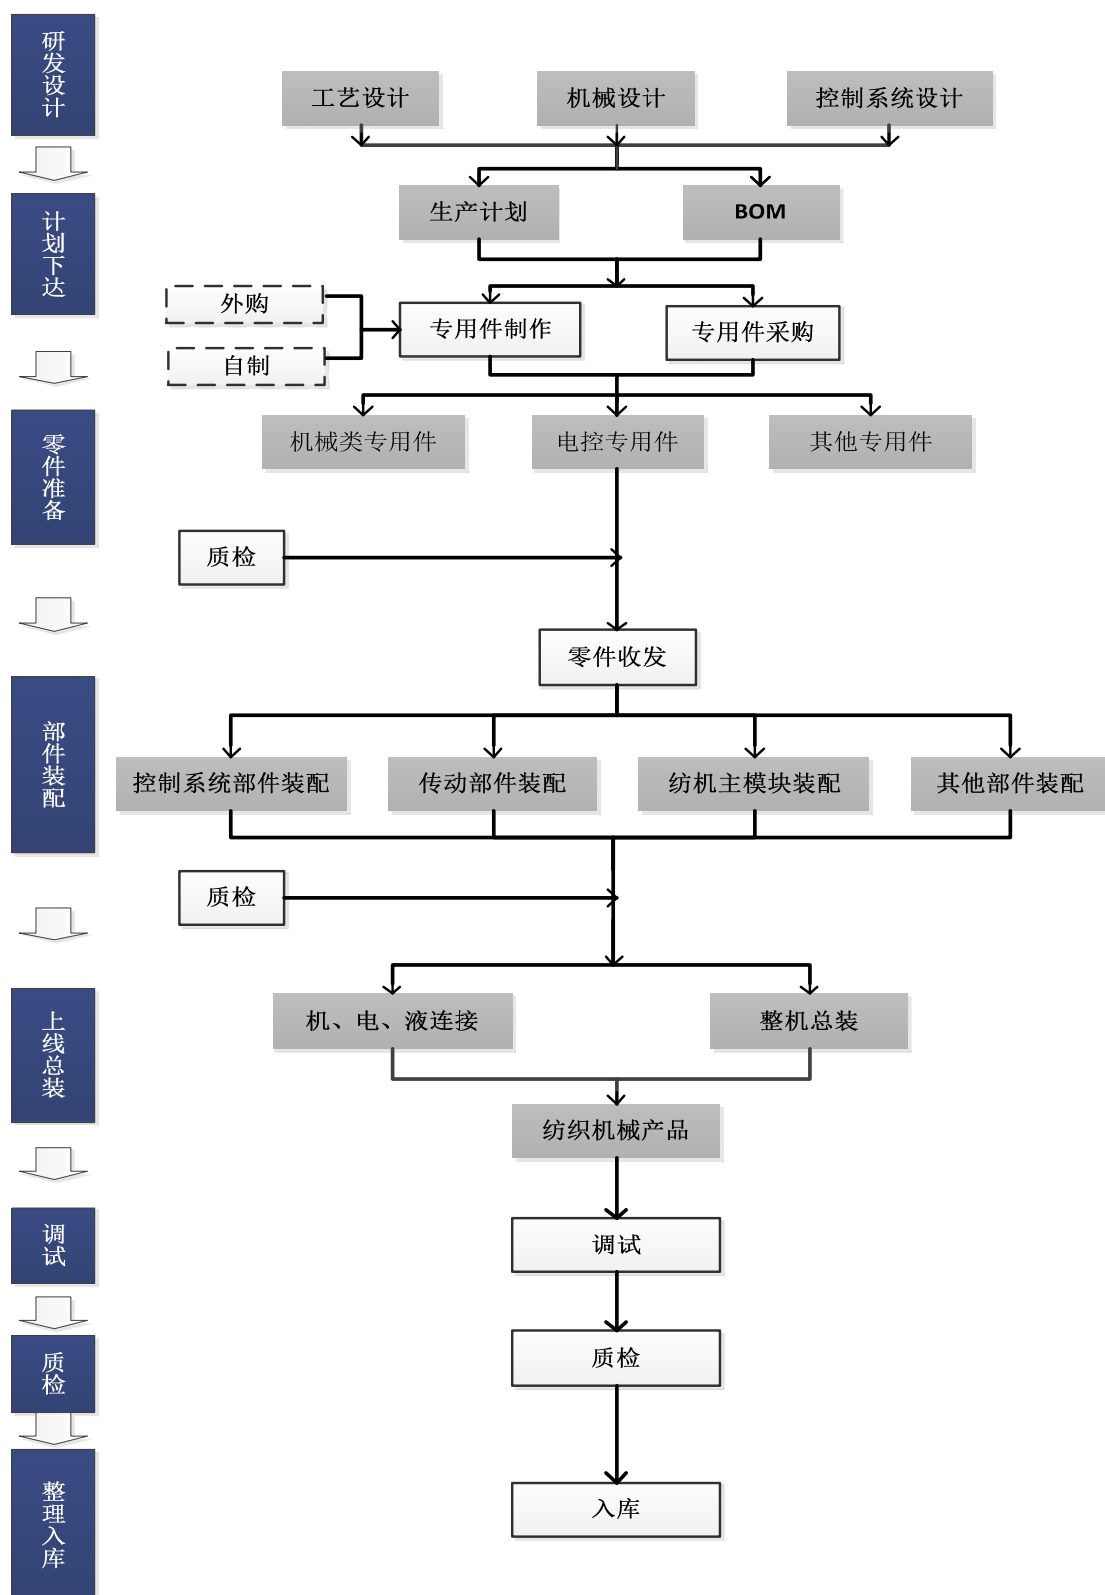 研发设计
工艺设计
机械设计
控制系统设计
计划下达
生产计划
BOM
外购
自制
专用件制作
专用件采购
零件准备
机械类专用件
电控专用件
其他专用件
质检
零件收发
部件装配
控制系统部件装配
传动部件装配
纺机主模块装配
其他部件装配
质检
上线总装
机、电、液连接
整机总装
纺织机械产品
调试
调试
质检
质检
整理入库
入库